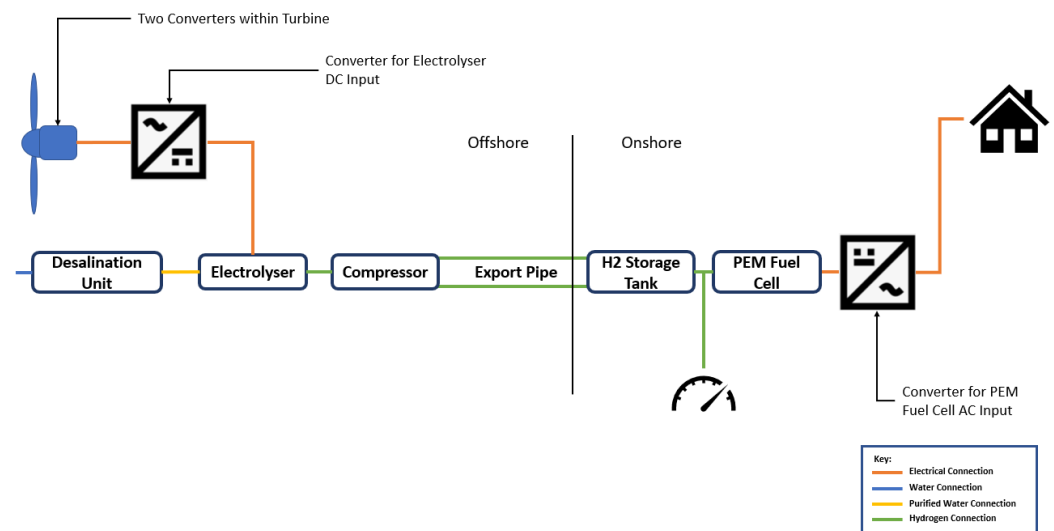 Two Converters within Turbine
Converter for Electrolyser
DC Input
Offshore
Onshore
Desalination
Unit
Electrolyser
Compressor
Export Pipe
H2 Storage
Tank
PEM Fuel
Cell
Converter for PEM
Fuel Cell AC Input
Key:
Electrical Connection
Water Connection
Purified Water Connection
Hydrogen Connection